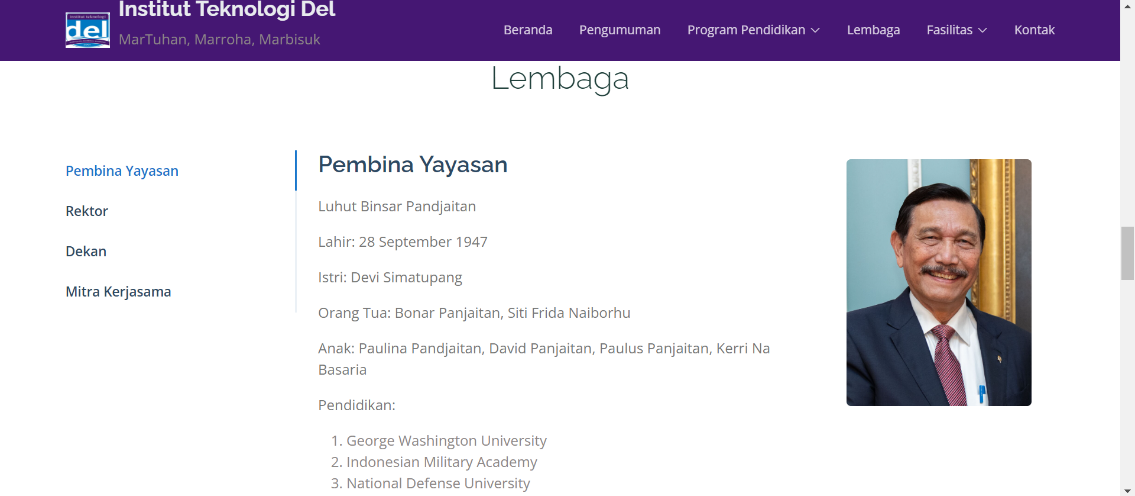 Institut Teknologi Del
institut teknologi
del
MarTuhan, Marroha, Marbisuk
Beranda
Pengumuman
Program Pendidikan
Lembaga
Fasilitas
Kontak
Lembaga
Pembina Yayasan
Rektor
Dekan
Mitra Kerjasama
Pembina Yayasan
Luhut Binsar Pandjaitan
Lahir: 28 September 1947
Istri: Devi Simatupang
Orang Tua: Bonar Panjaitan, Siti Frida Naiborhu
Anak: Paulina Pandjaitan, David Panjaitan, Paulus Panjaitan, Kerri Na
Basaria
Pendidikan:
1. George Washington University
2. Indonesian Military Academy
3. National Defense University